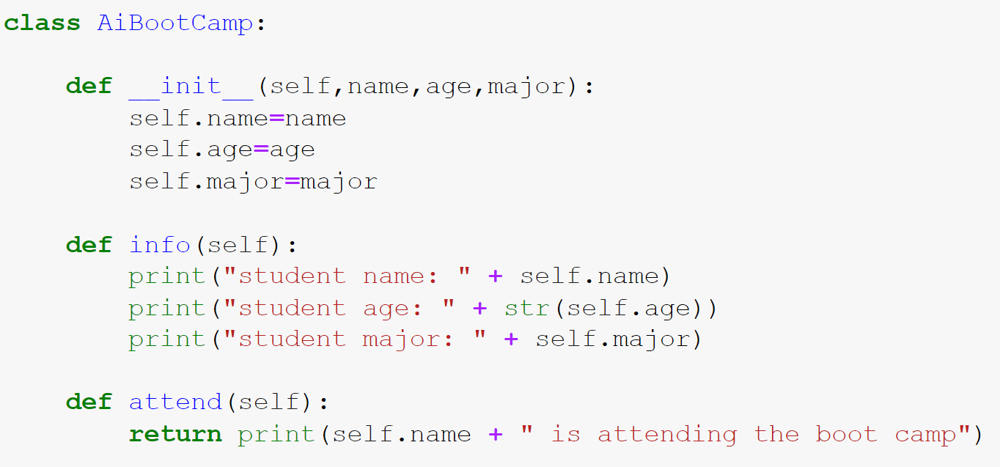 class AiBootCamp:
    def __init__(self,name,age,major):
        self.name=name
        self.age=age
        self.major=major
    def info(self):
        print("student name: " + self.name)
        print("student age: " + str(self.age))
        print("student major: " + self.major)
    def attend(self):
        return print(self.name + " is attending the boot camp")